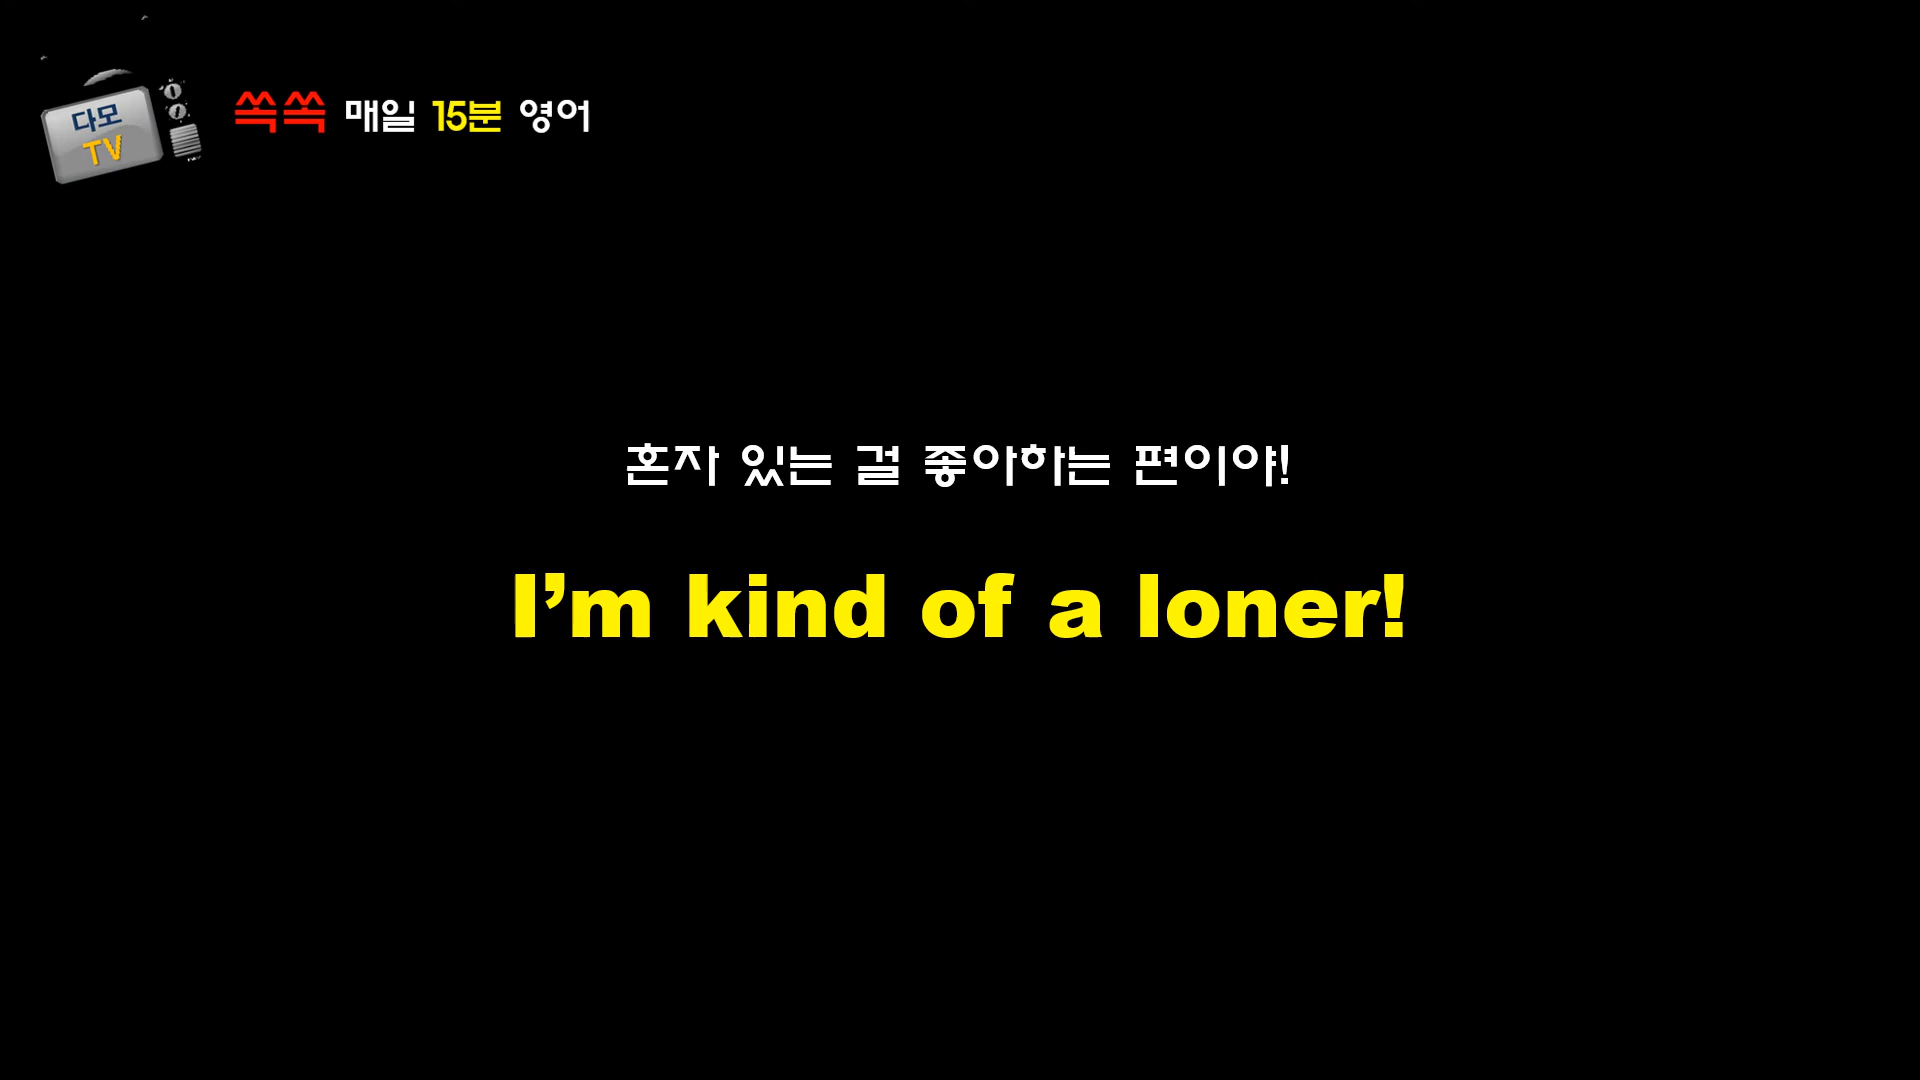 다모
TV
쏙쏙 매일 15분 영어
혼자 있는 걸 좋아하는 편이야!
I’m kind of a loner!